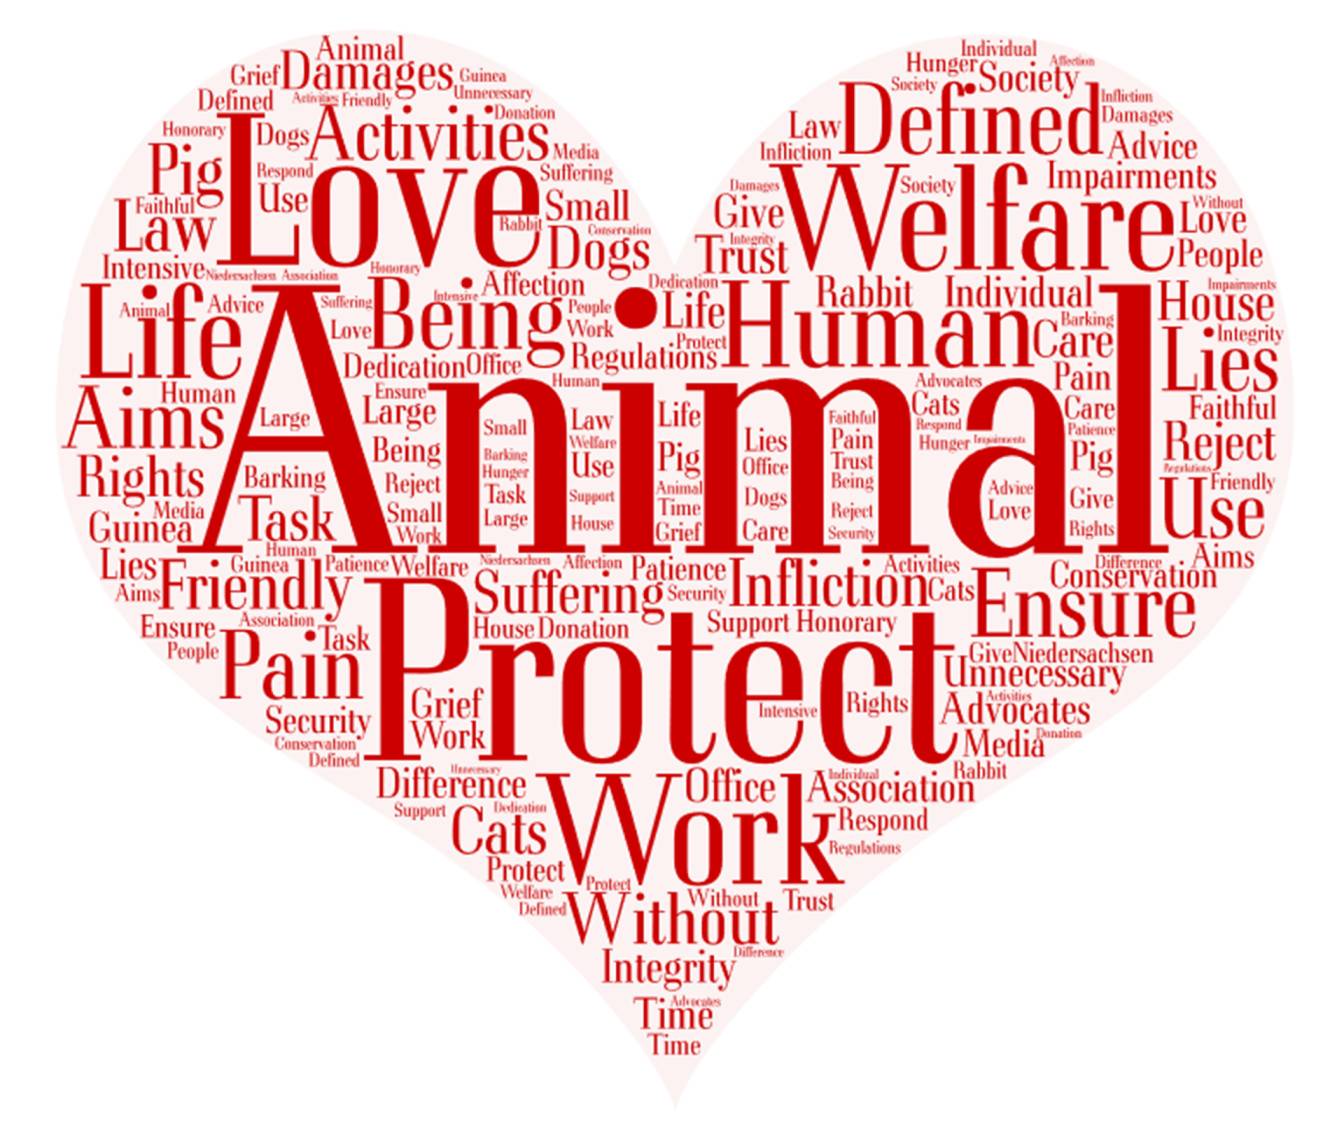 Animal
Grief Damages Guinea
Defined Activities Friendly Unnecessary
Honorary Dogs Activities Donation
Pig Respond Media
Love Suffering
Faithful Use Small
Law Rabbit Conservation
Dogs
Intensive Niedersachsen Association Honorary
Individual
Hunger Affection
Society Society
Defined Infliction
Law Damages
Infliction Advice
Damages Welfare Society Impairments
Give Without
Integrity Love
Trust People
Dedication
Life Animal Advice Suffering Intensive Affection
Love Being People Life
Work Protect
Dedication Office Regulations
Human Rabbit Individual
Care Barking
Impairments
House
Integrity
Lies
Animal
Aims Human Large Ensure Human
Large
Being
Rights Barking Reject
Media Task Small
Guinea Work
Small
Barking
Hunger
Task
Large
Law
Welfare
Use
Support
House
Life
Pig
Animal
Time
Grief
Lies
Office
Dogs
Care
Faithful
Pain
Trust
Being
Reject
Security
Advocates
Cats
Respond
Hunger Impairments
Advice
Love
Pain
Care
Patience
Pig
Give
Rights
Faithful
Reject
Regulations
Friendly
Use
Human
Lies Guinea Patience Welfare Niedersachsen Affection Patience Activities Difference Aims
Aims Friendly Suffering Security Infliction Cats Conservation
Ensure
Ensure Association House Donation Support Honorary
People Task
Pain
Protect
Give Niedersachsen
Unnecessary
Grief Intensive Rights Activities
Security Work Advocates
Conservation Media Donation
Defined Rabbit
Difference Unnecessary Office Individual
Association
Support Dedication Work Respond
Cats Regulations
Protect
Welfare Protect Without Trust
Defined Without
Integrity Difference
Advocates
Time
Time